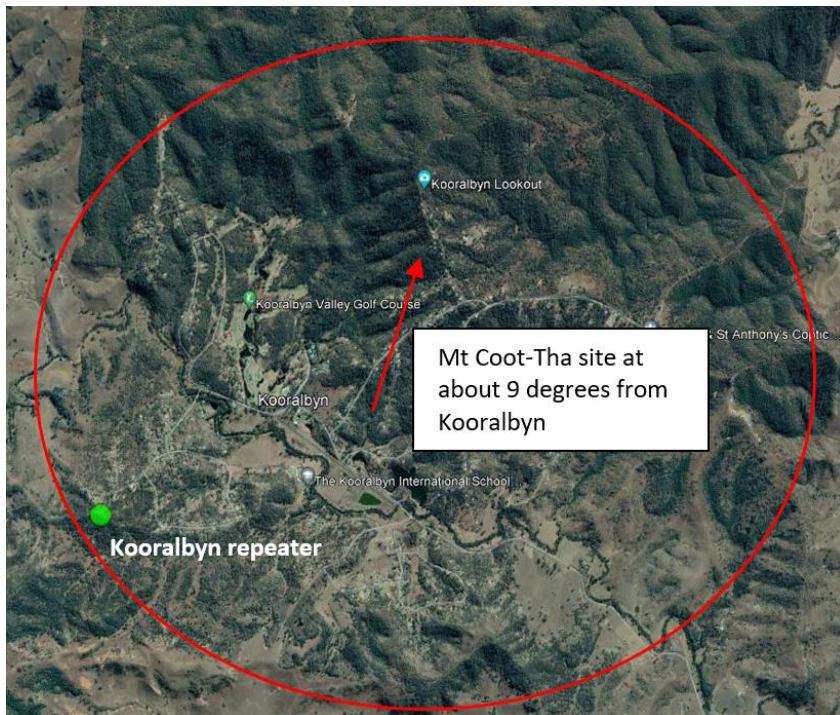 Kooralbyn Lookout
Kooralbyn Valley Golf Course
& St Anthony's Coptic ...
Mt Coot-Tha site at
about 9 degrees from
Kooralbyn
Kooralbyn
The Kooralbyn International School ...
Kooralbyn repeater